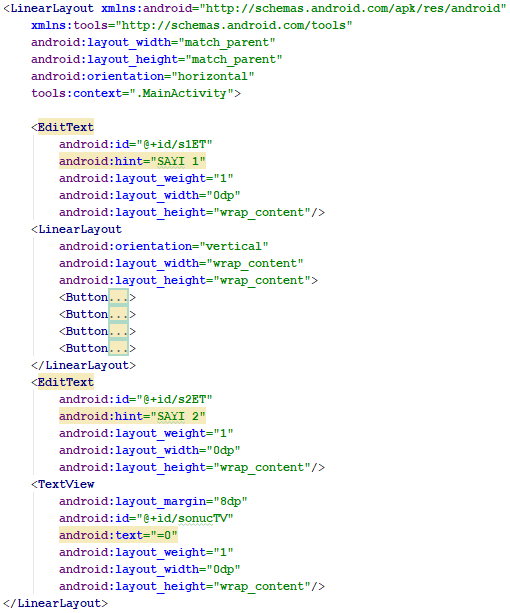 <LinearLayout xmlns:android="http://schemas.android.com/apk/res/android"
    xmlns:tools="http://schemas.android.com/tools"
    android:layout_width="match_parent"
    android:layout_height="match_parent"
    android:orientation="horizontal"
    tools:context=".MainActivity">

    <EditText
        android:id="@+id/s1ET"
        android:hint="SAYI 1"
        android:layout_weight="1"
        android:layout_width="0dp"
        android:layout_height="wrap_content"/>
    <LinearLayout
        android:orientation="vertical"
        android:layout_width="wrap_content"
        android:layout_height="wrap_content">
        <Button...>
        <Button...>
        <Button...>
        <Button...>
    </LinearLayout>
    <EditText
        android:id="@+id/s2ET"
        android:hint="SAYI 2"
        android:layout_weight="1"
        android:layout_width="0dp"
        android:layout_height="wrap_content"/>
    <TextView
        android:layout_margin="8dp"
        android:id="@+id/sonucTV"
        android:text="=0"
        android:layout_weight="1"
        android:layout_width="0dp"
        android:layout_height="wrap_content"/>
</LinearLayout>